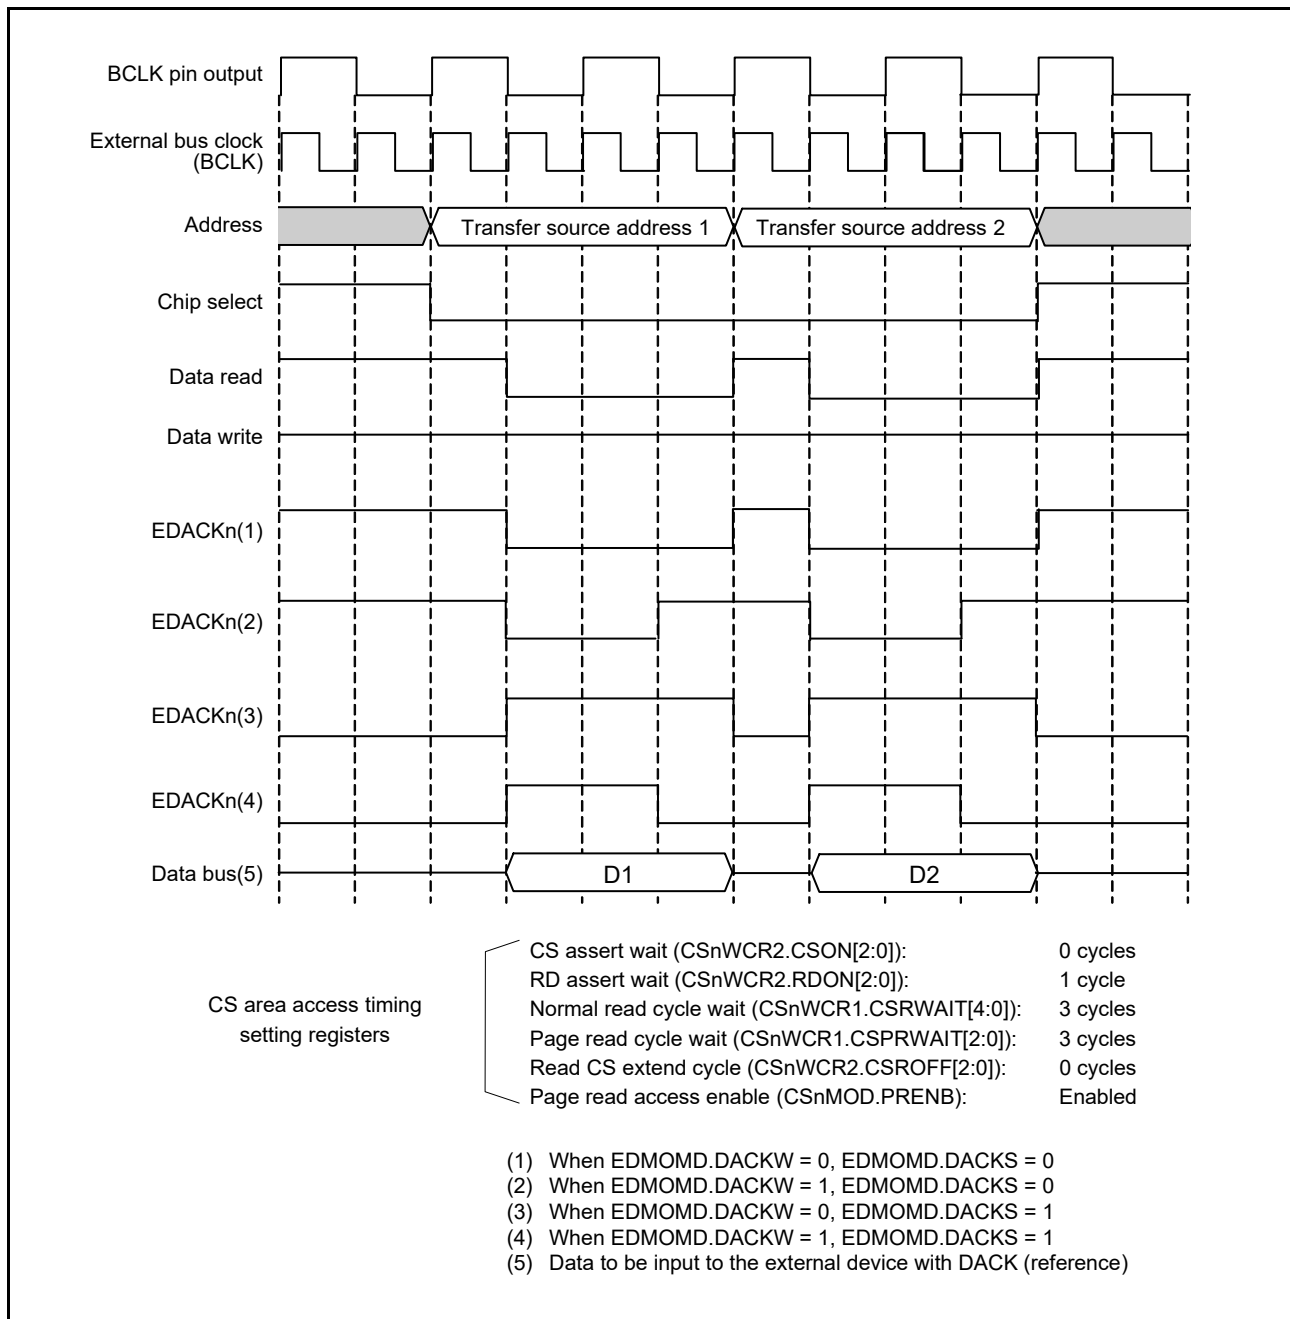 BCLK pin output
External bus clock
(BCLK)
Address
Transfer source address 1
Transfer source address 2
Chip select
Data read
Data write
EDACKn(1)
EDACKn(2)
EDACKn(3)
EDACKn(4)
Data bus(5)
D1
D2
CS area access timing
setting registers
CS assert wait (CSnWCR2.CSON[2:0]): 0 cycles
RD assert wait (CSnWCR2.RDON[2:0]): 1 cycle
Normal read cycle wait (CSnWCR1.CSRWAIT[4:0]): 3 cycles
Page read cycle wait (CSnWCR1.CSPRWAIT[2:0]): 3 cycles
Read CS extend cycle (CSnWCR2.CSROFF[2:0]): 0 cycles
Page read access enable (CSnMOD.PRENB): Enabled
(1) When EDMOMD.DACKW = 0, EDMOMD.DACKS = 0
(2) When EDMOMD.DACKW = 1, EDMOMD.DACKS = 0
(3) When EDMOMD.DACKW = 0, EDMOMD.DACKS = 1
(4) When EDMOMD.DACKW = 1, EDMOMD.DACKS = 1
(5) Data to be input to the external device with DACK (reference)